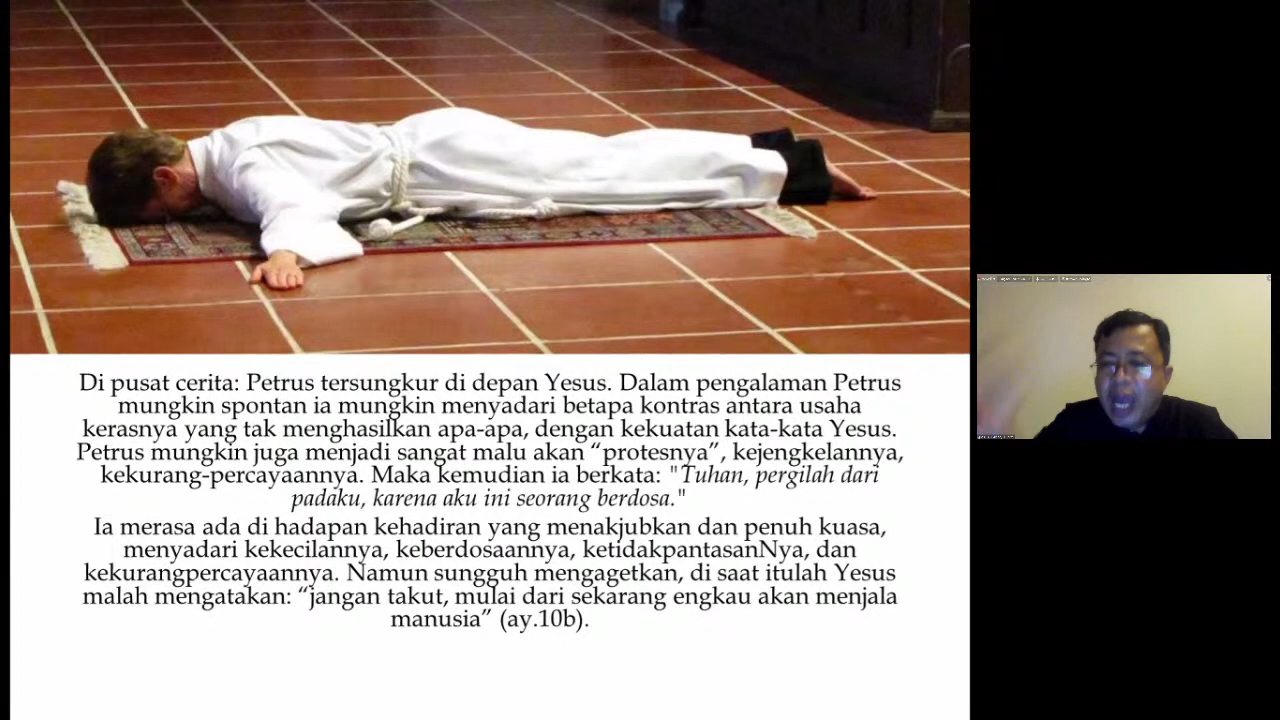 Di pusat cerita: Petrus tersungkur di depan Yesus. Dalam pengalaman Petrus
mungkin spontan ia mungkin menyadari betapa kontras antara usaha
kerasnya yang tak menghasilkan apa-apa, dengan kekuatan kata-kata Yesus.
Petrus mungkin juga menjadi sangat malu akan “protesnya”, kejengkelannya,
kekurang-percayaannya. Maka kemudian ia berkata: "Tuhan, pergilah dari
padaku, karena aku ini seorang berdosa."
Ia merasa ada di hadapan kehadiran yang menakjubkan dan penuh kuasa,
menyadari kekecilannya, keberdosaannya, ketidakpantasanNya, dan
kekurangpercayaannya. Namun sungguh mengagetkan, di saat itulah Yesus
malah mengatakan: “jangan takut, mulai dari sekarang engkau akan menjala
manusia” (ay.10b).